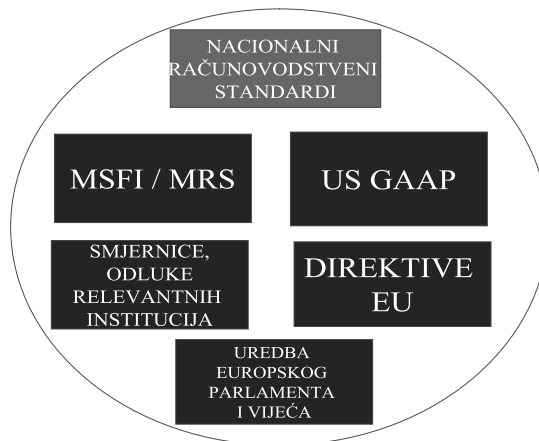 NACIONALNI
RAČUNOVODSTVENI
STANDARDI
MSFI / MRS
US GAAP
SMJERNICE,
ODLUKE
RELEVANTNIH
INSTITUCIJA
DIREKTIVE
EU
UREDBA
EUROPSKOG
PARLAMENTA
I VIJEĆA